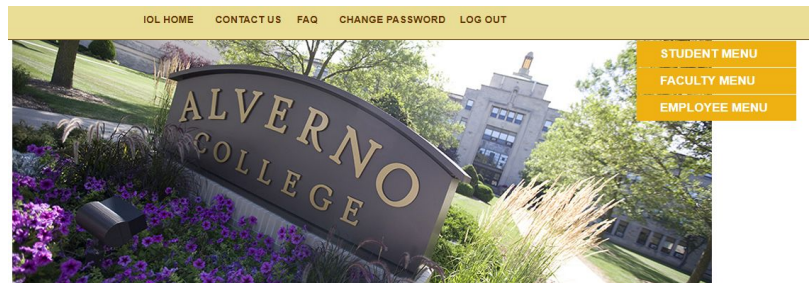 IOL HOME CONTACT US FAQ CHANGE PASSWORD LOG OUT
STUDENT MENU
FACULTY MENU
EMPLOYEE MENU
ALVERNO
COLLEGE